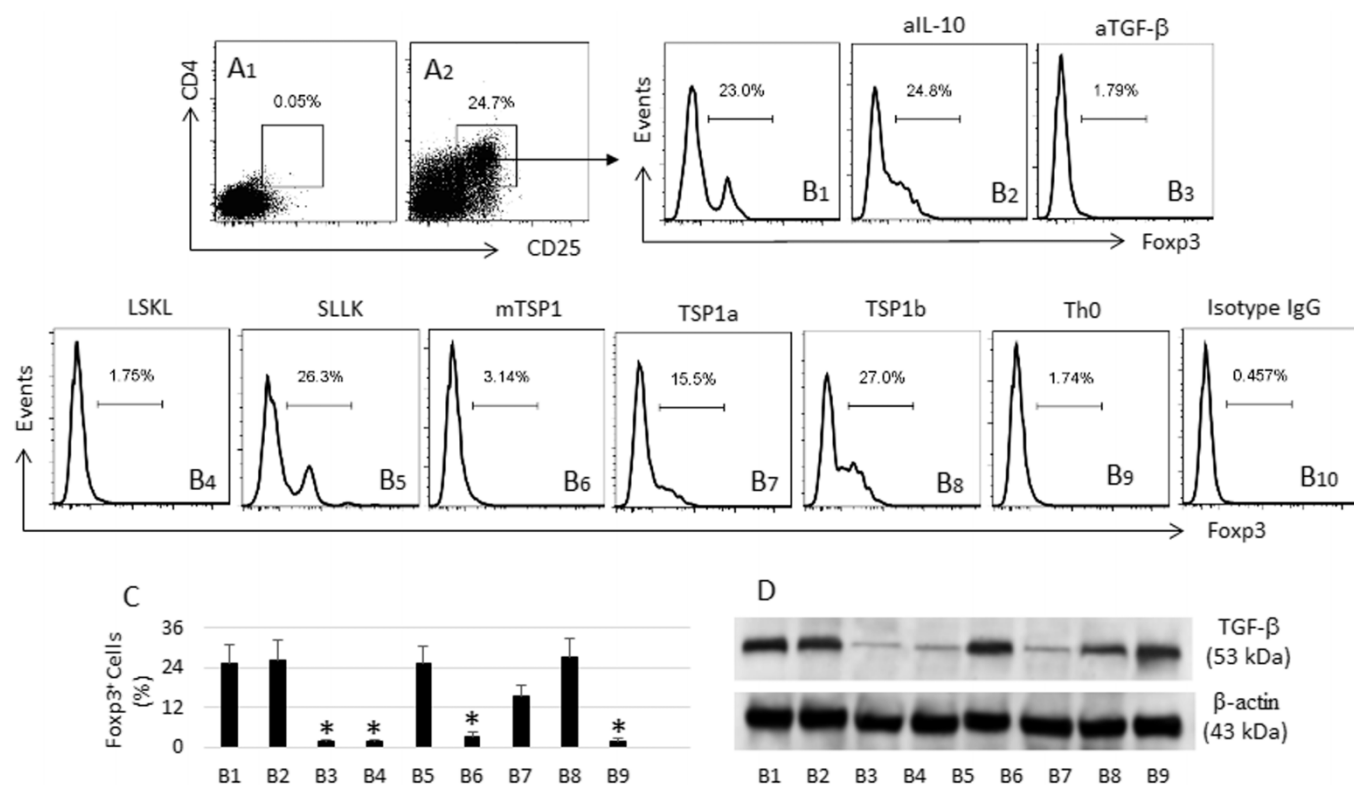 aIL-10 aTGF-β
CD4 A1 0.05% A2 24.7% Events 23.0% B1 24.8% B2 1.79% B3
CD25 Foxp3
LSKL SLLK mTSP1 TSP1a TSP1b Th0 Isotype IgG
Events 1.75% 26.3% 3.14% 15.5% 27.0% 1.74% 0.457%
B4 B5 B6 B7 B8 B9 B10
Foxp3
C
Foxp3+ Cells
(%)
36
24
12
0
* * * *
B1 B2 B3 B4 B5 B6 B7 B8 B9
D
TGF-β
(53 kDa)
β-actin
(43 kDa)
B1 B2 B3 B4 B5 B6 B7 B8 B9